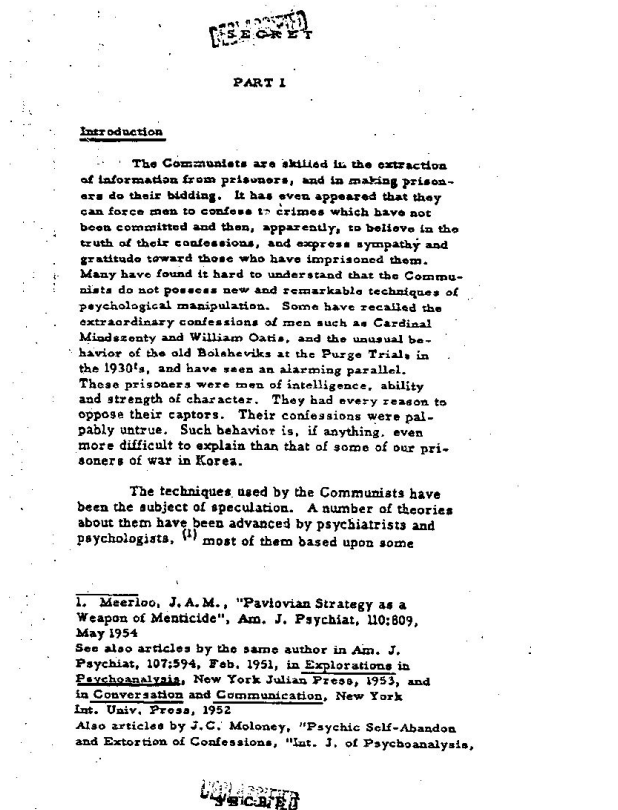 DECLASSIFIED
SECRET
PART I
Introduction
The Communists are skilled in the extraction
of information from prisoners, and in making prison-
ers do their bidding. It has even appeared that they
can force men to confess to crimes which have not
been committed and then, apparently, to believe in the
truth of their confessions, and express sympathy and
gratitude toward those who have imprisoned them.
Many have found it hard to understand that the Commu-
nists do not possess new and remarkable techniques of
psychological manipulation. Some have recalled the
extraordinary confessions of men such as Cardinal
Mindszenty and William Oatis, and the unusual be-
havior of the old Bolsheviks at the Purge Trials in
the 1930's, and have seen an alarming parallel.
These prisoners were men of intelligence, ability
and strength of character. They had every reason to
oppose their captors. Their confessions were pal-
pably untrue. Such behavior is, if anything, even
more difficult to explain than that of some of our pri-
soners of war in Korea.
The techniques used by the Communists have
been the subject of speculation. A number of theories
about them have been advanced by psychiatrists and
psychologists, (1) most of them based upon some
1. Meerloo, J.A.M., "Pavlovian Strategy as a
Weapon of Menticide", Am. J. Psychiat, 110:809,
May 1954
See also articles by the same author in Am. J.
Psychiat, 107:594, Feb. 1951, in Explorations in
Psychoanalysis, New York Julian Press, 1953, and
in Conversation and Communication, New York
Int. Univ. Press, 1952
Also articles by J.C. Moloney, "Psychic Self-Abandon
and Extortion of Confessions, "Int. J. of Psychoanalysis,
DECLASSIFIED
SECRET